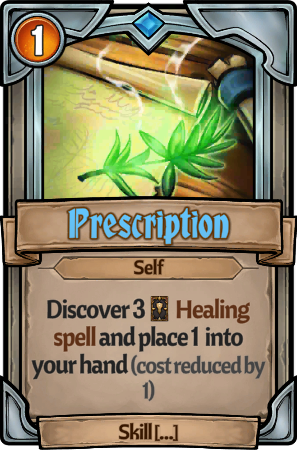 1
Prescription
Self
Discover 3 Healing
spell and place 1 into
your hand (cost reduced by
1)
Skill [...]